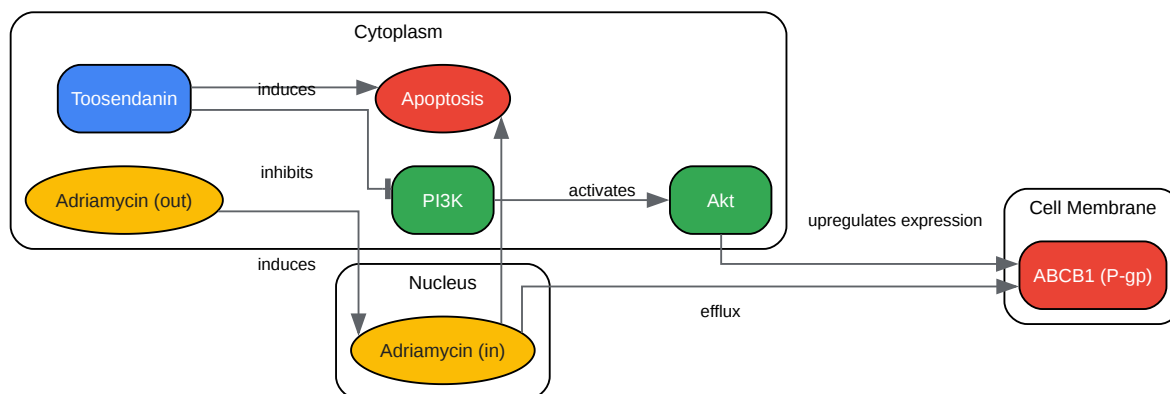 Cytoplasm
Toosendanin
induces
Apoptosis
Adriamycin (out)
inhibits
PI3K
activates
Akt
upregulates expression
Cell Membrane
ABCB1 (P-gp)
induces
Nucleus
efflux
Adriamycin (in)